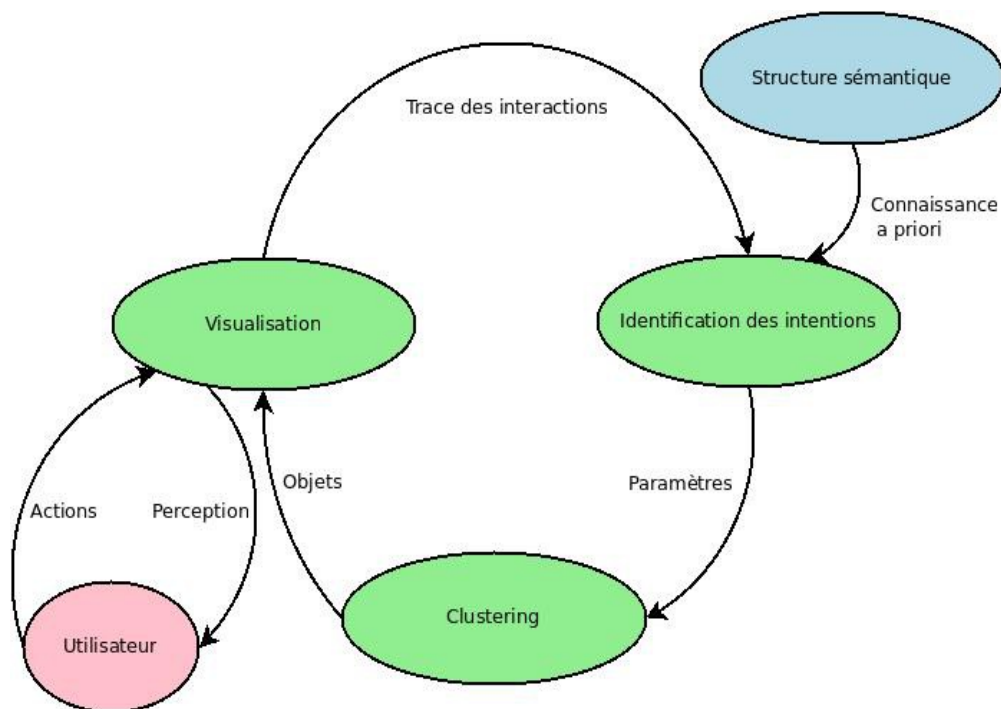 Structure sémantique
Trace des interactions
Connaissance
a priori
Visualisation
Identification des intentions
Objets
Paramètres
Actions
Perception
Clustering
Utilisateur